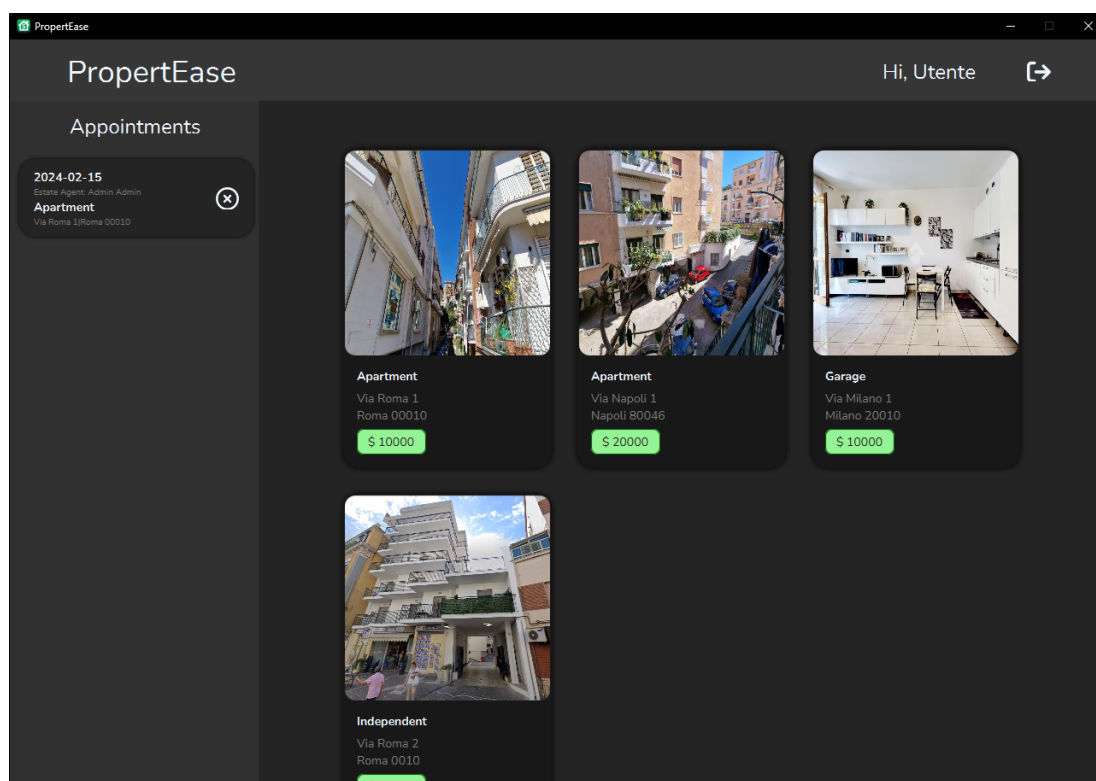 PropertEase
PropertEase
Hi, Utente
Appointments
2024-02-15
Estate Agent: Admin Admin
Apartment
Via Roma 1|Roma 00010
Apartment
Via Roma 1
Roma 00010
$ 10000
Apartment
Via Napoli 1
Napoli 80046
$ 20000
Garage
Via Milano 1
Milano 20010
$ 10000
Independent
Via Roma 2
Roma 0010